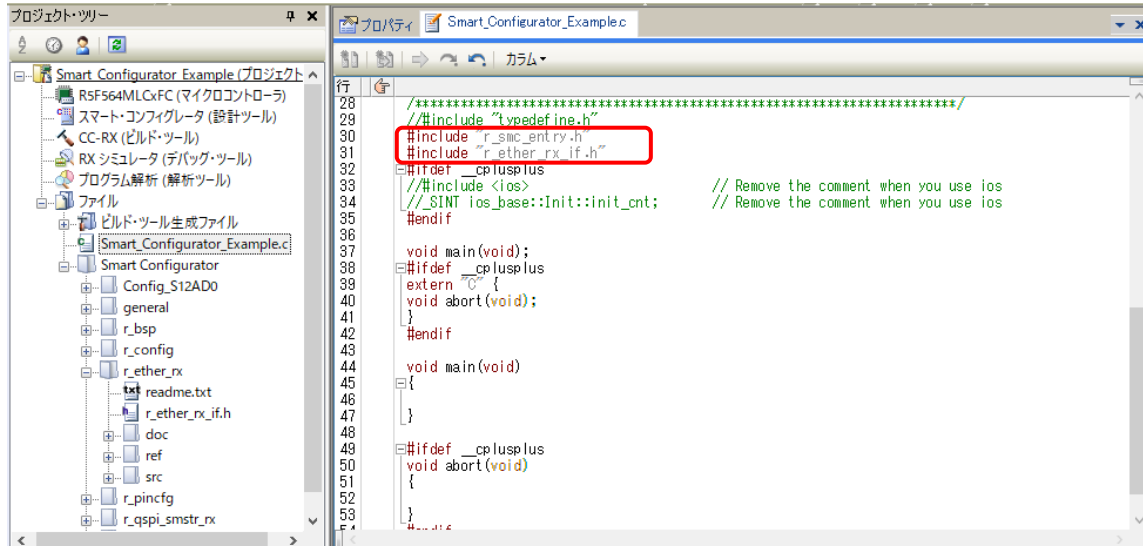 プロジェクト・ツリー
Smart_Configurator_Example (プロジェクト
R5F564MLCxFC (マイクロコントローラ)
スマート・コンフィグレータ (設計ツール)
CC-RX (ビルド・ツール)
RX シミュレータ (デバッグ・ツール)
プログラム解析 (解析ツール)
ファイル
ビルド・ツール生成ファイル
Smart_Configurator_Example.c
Smart Configurator
Config_S12AD0
general
r_bsp
r_config
r_ether_rx
readme.txt
r_ether_rx_if.h
doc
ref
src
r_pincfg
r_qspi_smstr_rx
プロパティ Smart_Configurator_Example.c
カラム
行
28 /***********************************************************************/
29 //#include "typedefine.h"
30 #include "r_smc_entry.h"
31 #include "r_ether_rx_if.h"
32 #ifdef __cplusplus
33 //#include <ios> // Remove the comment when you use ios
34 //_SINT ios_base::Init::init_cnt; // Remove the comment when you use ios
35 #endif
36
37 void main(void);
38 #ifdef __cplusplus
39 extern "C" {
40 void abort(void);
41 }
42 #endif
43
44 void main(void)
45 {
46
47 }
48
49 #ifdef __cplusplus
50 void abort(void)
51 {
52
53 }
54 #endif